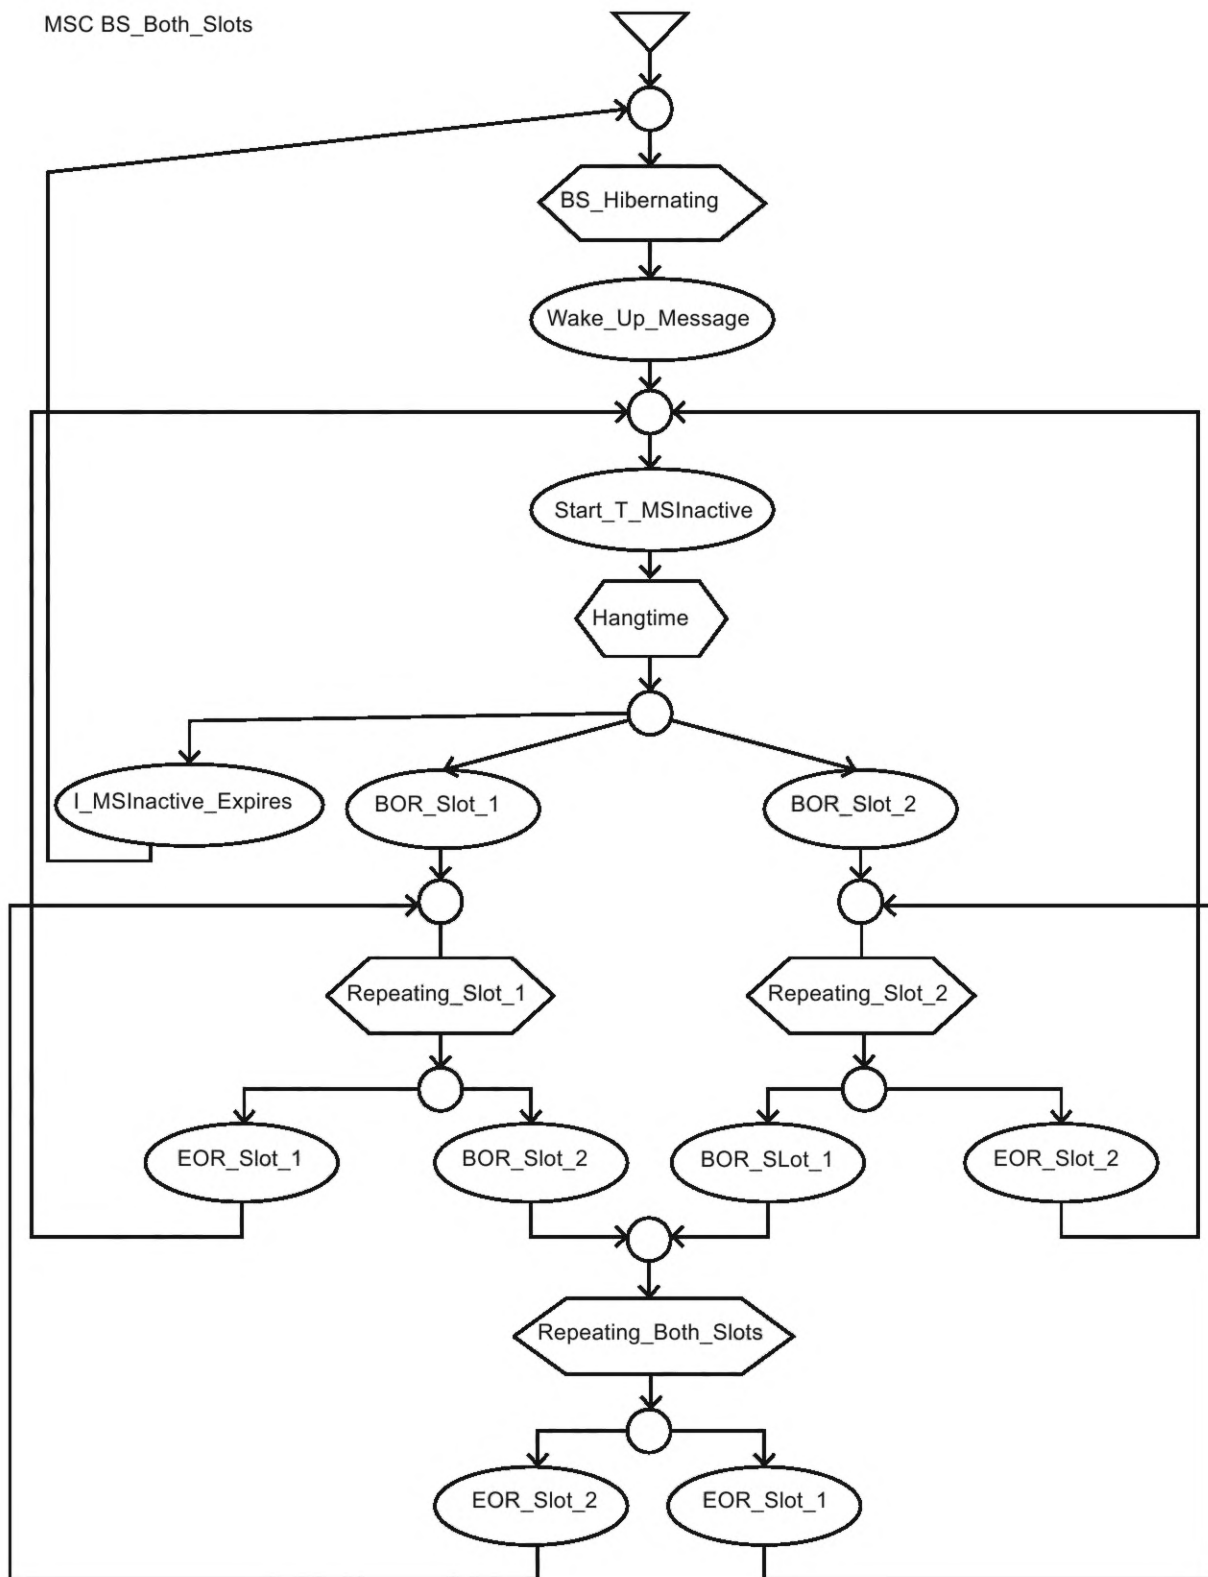 MSC BS_Both_Slots
BS_Hibernating
Wake_Up_Message
Start_T_MSInactive
Hangtime
I_MSInactive_Expires
BOR_Slot_1
BOR_Slot_2
Repeating_Slot_1
Repeating_Slot_2
EOR_Slot_1
BOR_Slot_2
BOR_SLot_1
EOR_Slot_2
Repeating_Both_Slots
EOR_Slot_2
EOR_Slot_1